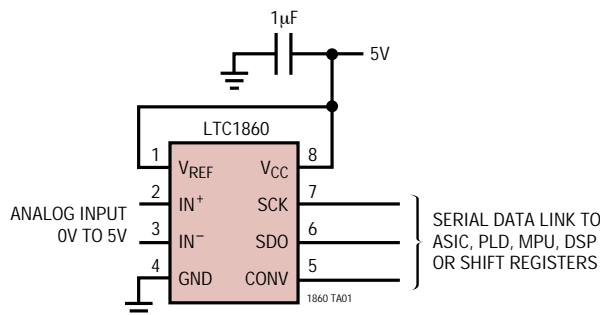 1μF
5V
LTC1860
1
VREF
VCC
8
2
IN+
SCK
7
ANALOG INPUT
0V TO 5V
3
IN−
SDO
6
4
GND
CONV
5
SERIAL DATA LINK TO
ASIC, PLD, MPU, DSP
OR SHIFT REGISTERS
1860 TA01